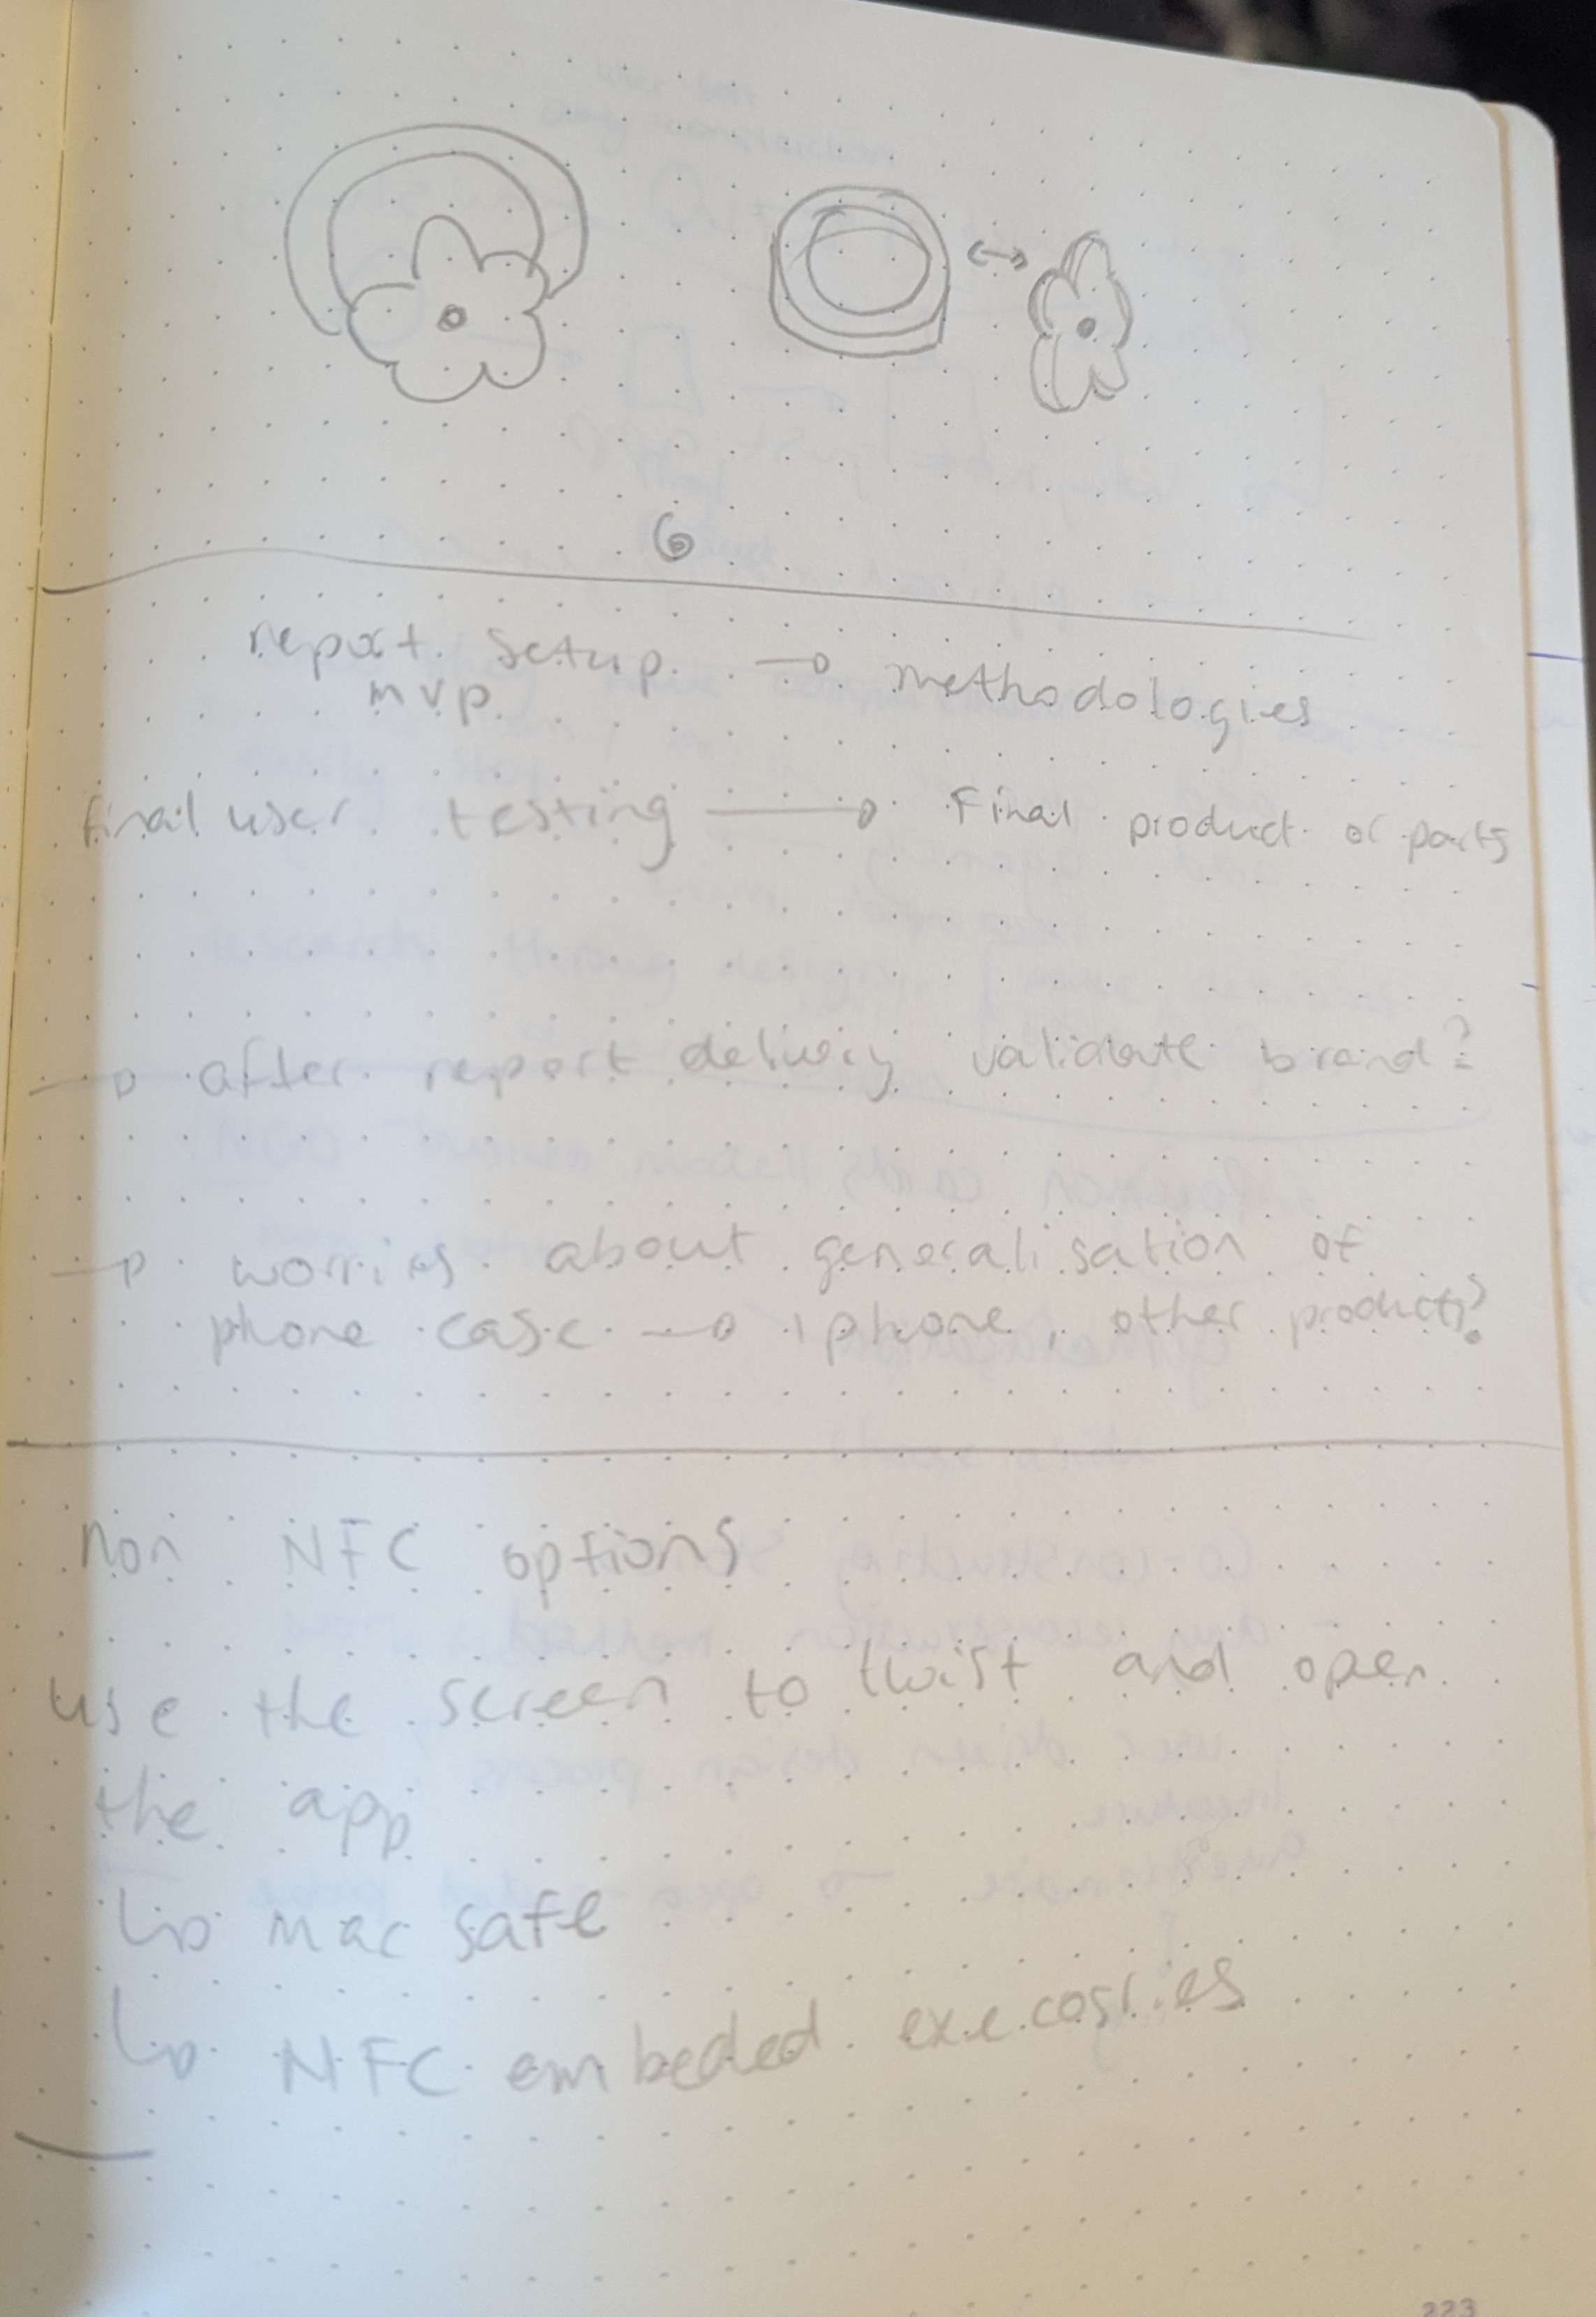 6
report setup → methodologies
mvp
final user testing → Final product or parts
→ after report delivery validate brand?
→ worries about generalisation of
phone case → iphone, other products?
non NFC options
use the screen to twist and open
the app
↳ mac safe
↳ NFC embeded execosries
223